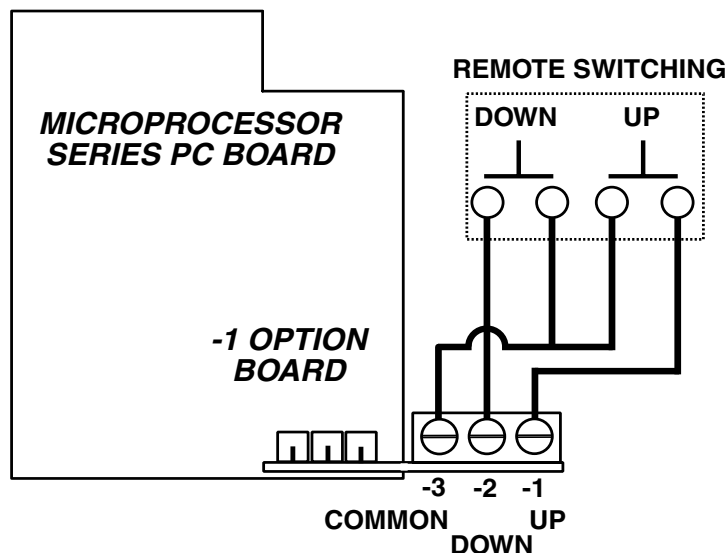 REMOTE SWITCHING
DOWN UP
MICROPROCESSOR
SERIES PC BOARD
-1 OPTION
BOARD
-3 -2 -1
COMMON UP
DOWN